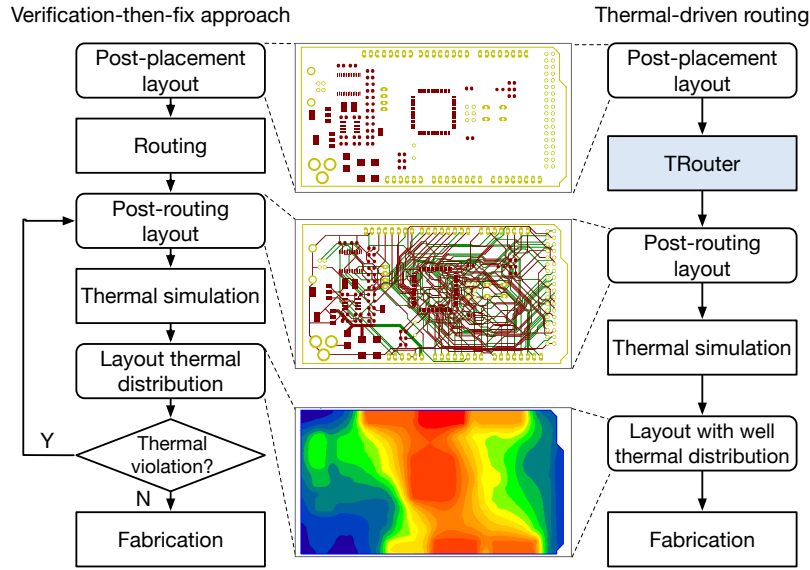 Verification-then-fix approach
Post-placement
layout
Routing
Post-routing
layout
Thermal simulation
Layout thermal
distribution
Y
Thermal
violation?
N
Fabrication
Thermal-driven routing
Post-placement
layout
TRouter
Post-routing
layout
Thermal simulation
Layout with well
thermal distribution
Fabrication